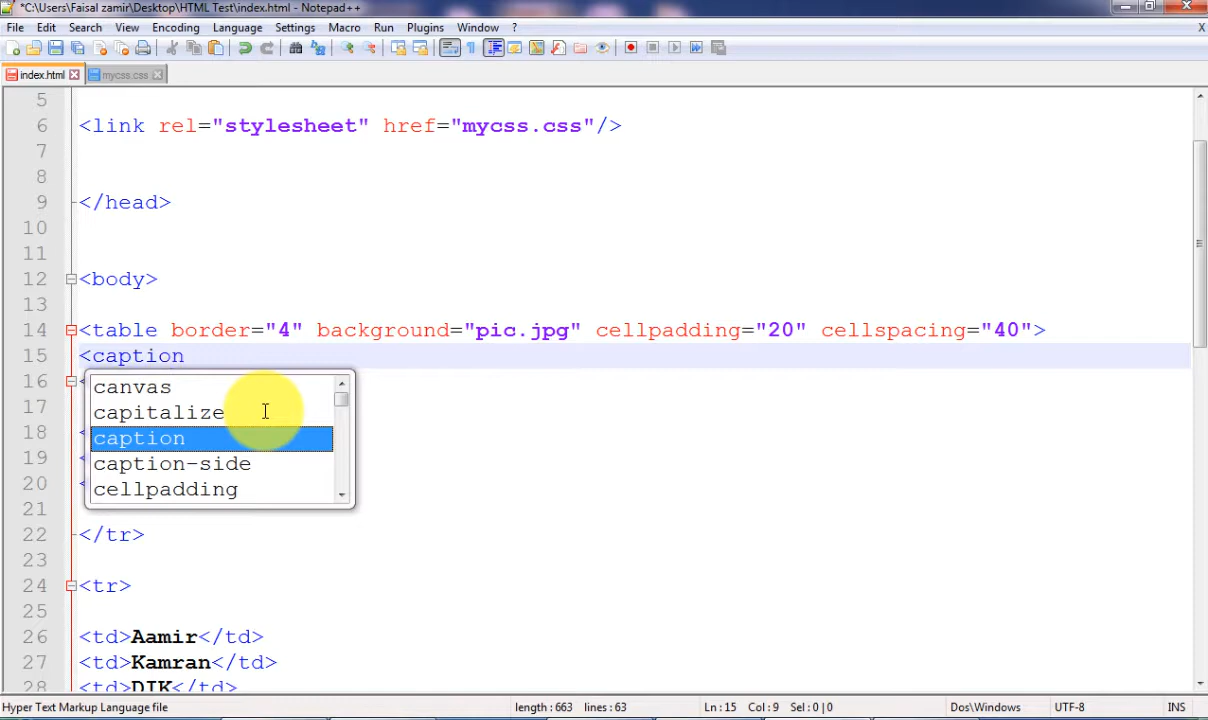 *C:\Users\Faisal zamir\Desktop\HTML Test\index.html - Notepad++
File Edit Search View Encoding Language Settings Macro Run Plugins Window ? X
index.html mycss.css
5
6 <link rel="stylesheet" href="mycss.css"/>
7
8
9 </head>
10
11
12 <body>
13
14 <table border="4" background="pic.jpg" cellpadding="20" cellspacing="40">
15 <caption
16 <
canvas
17
capitalize
18 <
caption
19 <
caption-side
20 <
cellpadding
21
22 </tr>
23
24 <tr>
25
26 <td>Aamir</td>
27 <td>Kamran</td>
28 <td>DIK</td>
Hyper Text Markup Language file length : 663 lines : 63 Ln : 15 Col : 9 Sel : 0 | 0 Dos\Windows UTF-8 INS